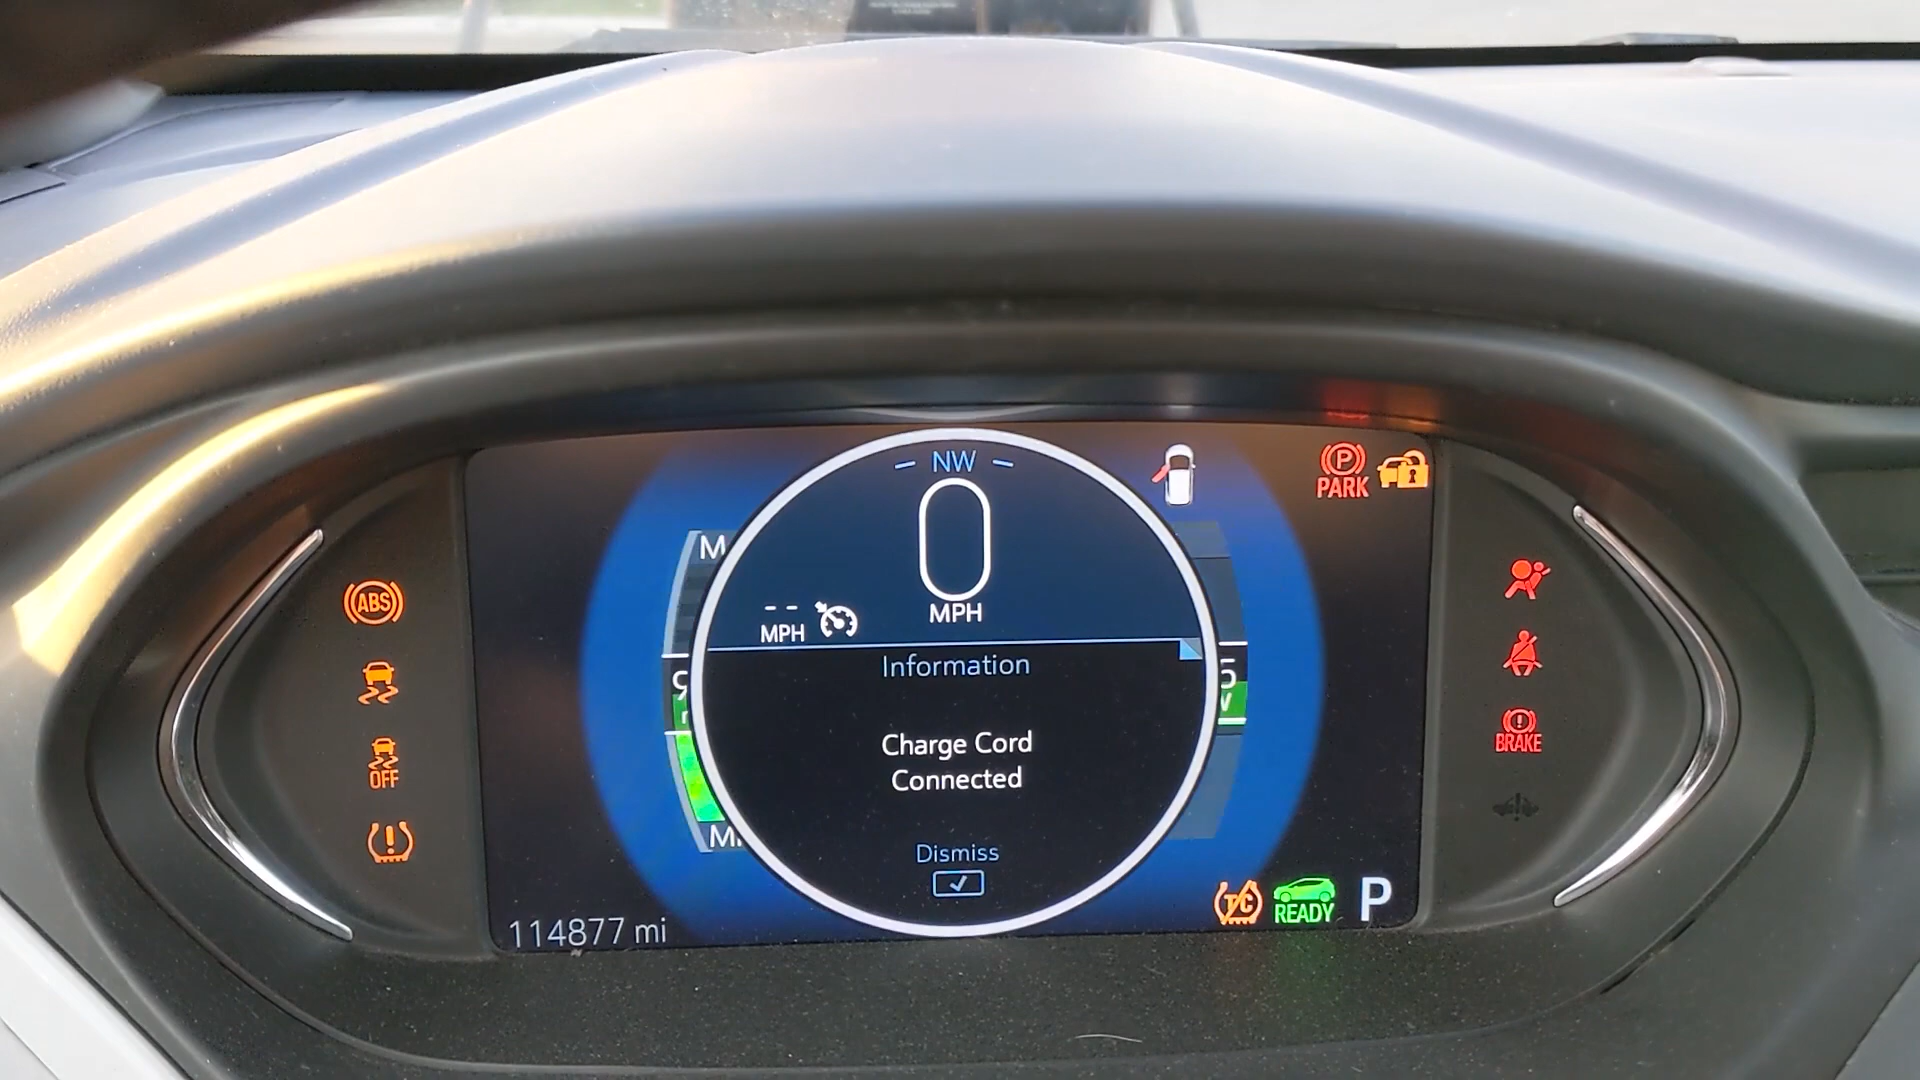 NW
0
MPH
-- MPH
Information
Charge Cord
Connected
Dismiss
114877 mi
P
PARK
ABS
OFF
BRAKE
T/C
READY
P